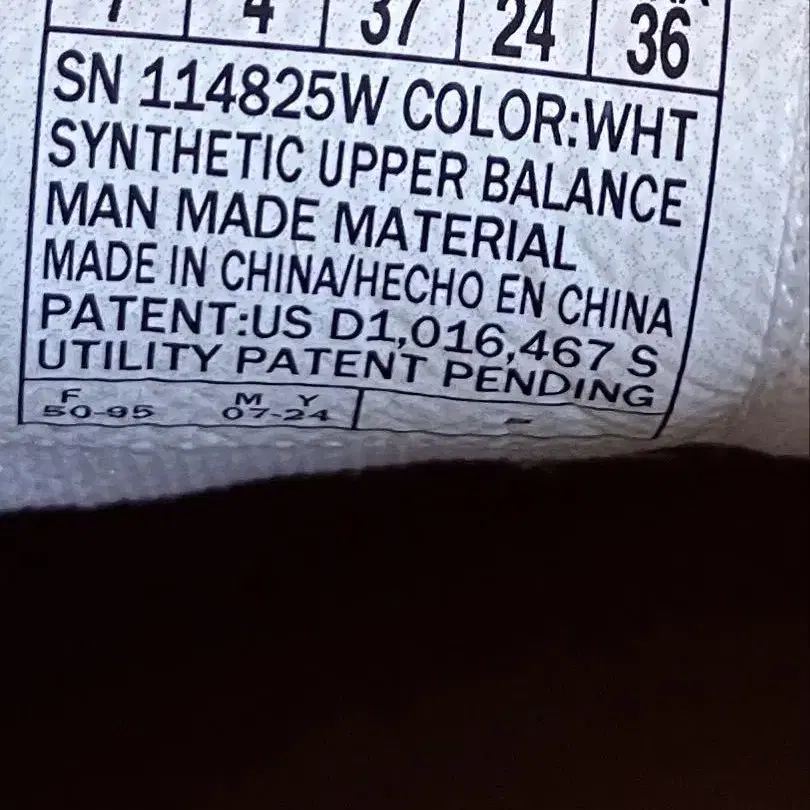 7 4 37 24 36
SN 114825W COLOR:WHT
SYNTHETIC UPPER BALANCE
MAN MADE MATERIAL
MADE IN CHINA/HECHO EN CHINA
PATENT:US D1,016,467 S
UTILITY PATENT PENDING
F M Y
50-95 07-24 -